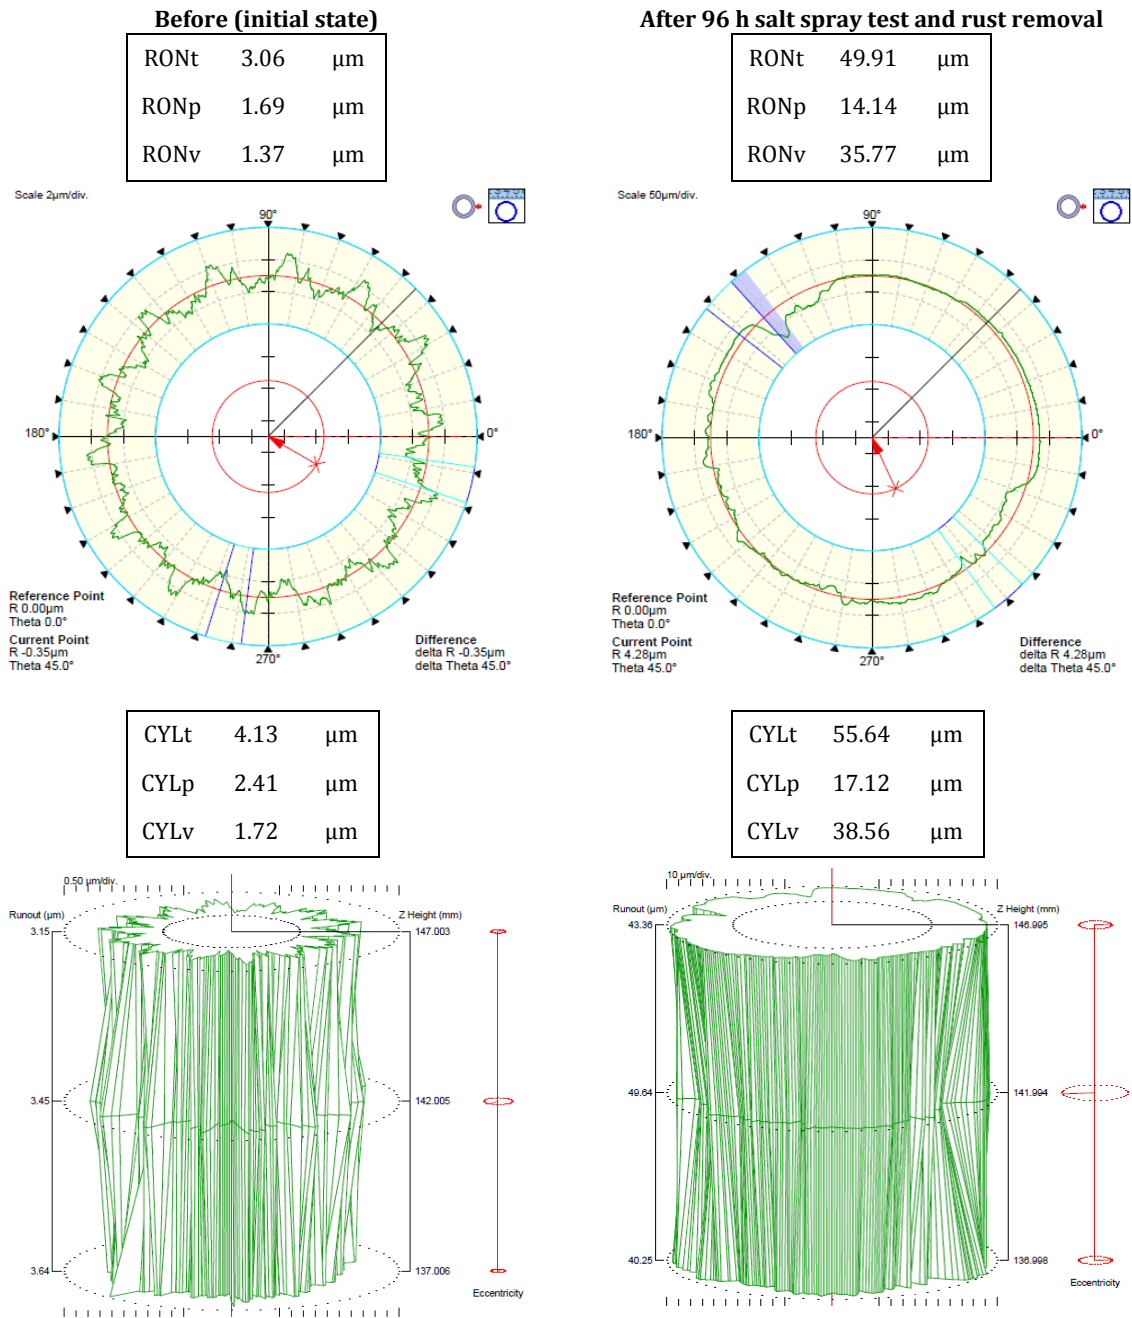 Before (initial state)
RONt 3.06 µm
RONp 1.69 µm
RONv 1.37 µm
Scale 2µm/div.
90°
180°
0°
270°
Reference Point
R 0.00µm
Theta 0.0°
Current Point
R -0.35µm
Theta 45.0°
Difference
delta R -0.35µm
delta Theta 45.0°
After 96 h salt spray test and rust removal
RONt 49.91 µm
RONp 14.14 µm
RONv 35.77 µm
Scale 50µm/div.
90°
180°
0°
270°
Reference Point
R 0.00µm
Theta 0.0°
Current Point
R 4.28µm
Theta 45.0°
Difference
delta R 4.28µm
delta Theta 45.0°
CYLt 4.13 µm
CYLp 2.41 µm
CYLv 1.72 µm
0.50 µm/div.
Runout (µm)
Z Height (mm)
3.15
147.003
3.45
142.005
3.64
137.006
Eccentricity
CYLt 55.64 µm
CYLp 17.12 µm
CYLv 38.56 µm
10 µm/div.
Runout (µm)
Z Height (mm)
43.36
146.995
49.64
141.994
40.25
136.998
Eccentricity